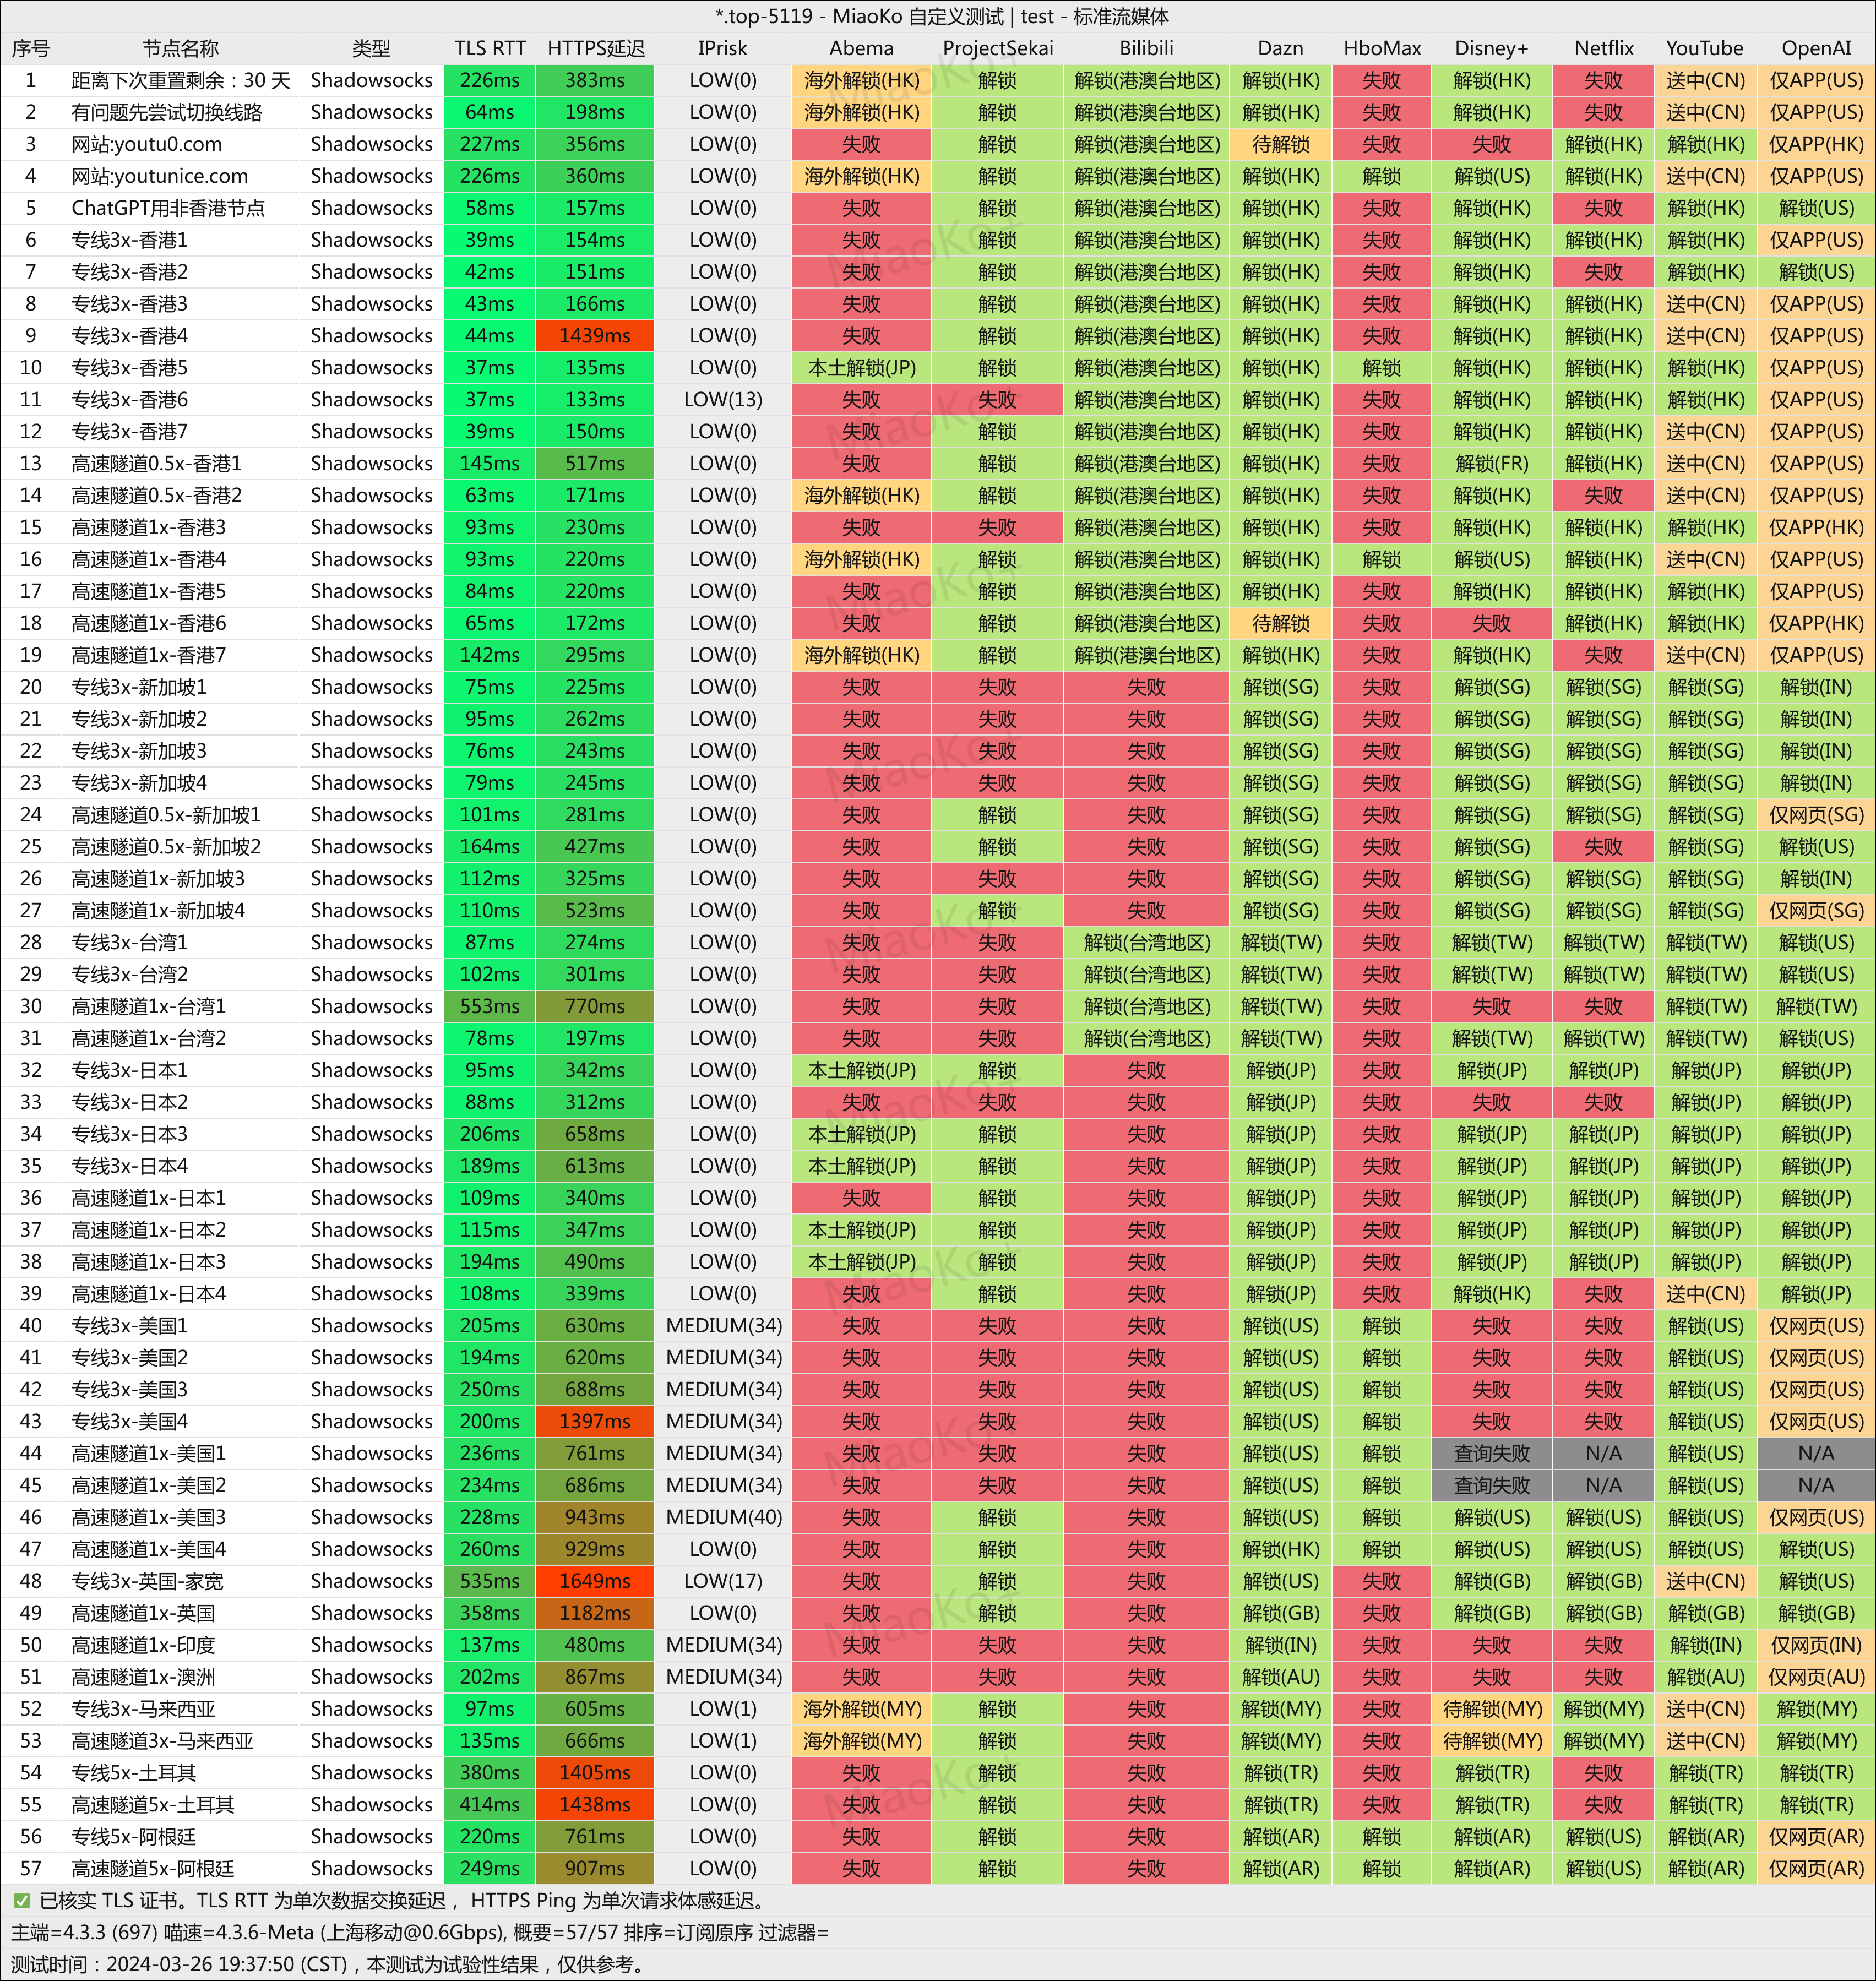 *.top-5119 - MiaoKo 自定义测试 | test - 标准流媒体
序号 节点名称 类型 TLS RTT HTTPS延迟 IPrisk Abema ProjectSekai Bilibili Dazn HboMax Disney+ Netflix YouTube OpenAI
1 距离下次重置剩余：30 天 Shadowsocks 226ms 383ms LOW(0) 海外解锁(HK) 解锁 解锁(港澳台地区) 解锁(HK) 失败 解锁(HK) 失败 送中(CN) 仅APP(US)
2 有问题先尝试切换线路 Shadowsocks 64ms 198ms LOW(0) 海外解锁(HK) 解锁 解锁(港澳台地区) 解锁(HK) 失败 解锁(HK) 失败 送中(CN) 仅APP(US)
3 网站:youtu0.com Shadowsocks 227ms 356ms LOW(0) 失败 解锁 解锁(港澳台地区) 待解锁 失败 失败 解锁(HK) 解锁(HK) 仅APP(HK)
4 网站:youtunice.com Shadowsocks 226ms 360ms LOW(0) 海外解锁(HK) 解锁 解锁(港澳台地区) 解锁(HK) 解锁 解锁(US) 解锁(HK) 送中(CN) 仅APP(US)
5 ChatGPT用非香港节点 Shadowsocks 58ms 157ms LOW(0) 失败 解锁 解锁(港澳台地区) 解锁(HK) 失败 解锁(HK) 失败 解锁(HK) 解锁(US)
6 专线3x-香港1 Shadowsocks 39ms 154ms LOW(0) 失败 解锁 解锁(港澳台地区) 解锁(HK) 失败 解锁(HK) 解锁(HK) 解锁(HK) 仅APP(US)
7 专线3x-香港2 Shadowsocks 42ms 151ms LOW(0) 失败 解锁 解锁(港澳台地区) 解锁(HK) 失败 解锁(HK) 失败 解锁(HK) 解锁(US)
8 专线3x-香港3 Shadowsocks 43ms 166ms LOW(0) 失败 解锁 解锁(港澳台地区) 解锁(HK) 失败 解锁(HK) 解锁(HK) 送中(CN) 仅APP(US)
9 专线3x-香港4 Shadowsocks 44ms 1439ms LOW(0) 失败 解锁 解锁(港澳台地区) 解锁(HK) 失败 解锁(HK) 解锁(HK) 送中(CN) 仅APP(US)
10 专线3x-香港5 Shadowsocks 37ms 135ms LOW(0) 本土解锁(JP) 解锁 解锁(港澳台地区) 解锁(HK) 解锁 解锁(HK) 解锁(HK) 解锁(HK) 仅APP(US)
11 专线3x-香港6 Shadowsocks 37ms 133ms LOW(13) 失败 失败 解锁(港澳台地区) 解锁(HK) 失败 解锁(HK) 解锁(HK) 解锁(HK) 仅APP(US)
12 专线3x-香港7 Shadowsocks 39ms 150ms LOW(0) 失败 解锁 解锁(港澳台地区) 解锁(HK) 失败 解锁(HK) 解锁(HK) 送中(CN) 仅APP(US)
13 高速隧道0.5x-香港1 Shadowsocks 145ms 517ms LOW(0) 失败 解锁 解锁(港澳台地区) 解锁(HK) 失败 解锁(FR) 解锁(HK) 送中(CN) 仅APP(US)
14 高速隧道0.5x-香港2 Shadowsocks 63ms 171ms LOW(0) 海外解锁(HK) 解锁 解锁(港澳台地区) 解锁(HK) 失败 解锁(HK) 失败 送中(CN) 仅APP(US)
15 高速隧道1x-香港3 Shadowsocks 93ms 230ms LOW(0) 失败 失败 解锁(港澳台地区) 解锁(HK) 失败 解锁(HK) 解锁(HK) 解锁(HK) 仅APP(HK)
16 高速隧道1x-香港4 Shadowsocks 93ms 220ms LOW(0) 海外解锁(HK) 解锁 解锁(港澳台地区) 解锁(HK) 解锁 解锁(US) 解锁(HK) 送中(CN) 仅APP(US)
17 高速隧道1x-香港5 Shadowsocks 84ms 220ms LOW(0) 失败 解锁 解锁(港澳台地区) 解锁(HK) 失败 解锁(HK) 解锁(HK) 解锁(HK) 仅APP(US)
18 高速隧道1x-香港6 Shadowsocks 65ms 172ms LOW(0) 失败 解锁 解锁(港澳台地区) 待解锁 失败 失败 解锁(HK) 解锁(HK) 仅APP(HK)
19 高速隧道1x-香港7 Shadowsocks 142ms 295ms LOW(0) 海外解锁(HK) 解锁 解锁(港澳台地区) 解锁(HK) 失败 解锁(HK) 失败 送中(CN) 仅APP(US)
20 专线3x-新加坡1 Shadowsocks 75ms 225ms LOW(0) 失败 失败 失败 解锁(SG) 失败 解锁(SG) 解锁(SG) 解锁(SG) 解锁(IN)
21 专线3x-新加坡2 Shadowsocks 95ms 262ms LOW(0) 失败 失败 失败 解锁(SG) 失败 解锁(SG) 解锁(SG) 解锁(SG) 解锁(IN)
22 专线3x-新加坡3 Shadowsocks 76ms 243ms LOW(0) 失败 失败 失败 解锁(SG) 失败 解锁(SG) 解锁(SG) 解锁(SG) 解锁(IN)
23 专线3x-新加坡4 Shadowsocks 79ms 245ms LOW(0) 失败 失败 失败 解锁(SG) 失败 解锁(SG) 解锁(SG) 解锁(SG) 解锁(IN)
24 高速隧道0.5x-新加坡1 Shadowsocks 101ms 281ms LOW(0) 失败 解锁 失败 解锁(SG) 失败 解锁(SG) 解锁(SG) 解锁(SG) 仅网页(SG)
25 高速隧道0.5x-新加坡2 Shadowsocks 164ms 427ms LOW(0) 失败 解锁 失败 解锁(SG) 失败 解锁(SG) 失败 解锁(SG) 解锁(US)
26 高速隧道1x-新加坡3 Shadowsocks 112ms 325ms LOW(0) 失败 失败 失败 解锁(SG) 失败 解锁(SG) 解锁(SG) 解锁(SG) 解锁(IN)
27 高速隧道1x-新加坡4 Shadowsocks 110ms 523ms LOW(0) 失败 解锁 失败 解锁(SG) 失败 解锁(SG) 解锁(SG) 解锁(SG) 仅网页(SG)
28 专线3x-台湾1 Shadowsocks 87ms 274ms LOW(0) 失败 失败 解锁(台湾地区) 解锁(TW) 失败 解锁(TW) 解锁(TW) 解锁(TW) 解锁(US)
29 专线3x-台湾2 Shadowsocks 102ms 301ms LOW(0) 失败 失败 解锁(台湾地区) 解锁(TW) 失败 解锁(TW) 解锁(TW) 解锁(TW) 解锁(US)
30 高速隧道1x-台湾1 Shadowsocks 553ms 770ms LOW(0) 失败 失败 解锁(台湾地区) 解锁(TW) 失败 失败 失败 解锁(TW) 解锁(TW)
31 高速隧道1x-台湾2 Shadowsocks 78ms 197ms LOW(0) 失败 失败 解锁(台湾地区) 解锁(TW) 失败 解锁(TW) 解锁(TW) 解锁(TW) 解锁(US)
32 专线3x-日本1 Shadowsocks 95ms 342ms LOW(0) 本土解锁(JP) 解锁 失败 解锁(JP) 失败 解锁(JP) 解锁(JP) 解锁(JP) 解锁(JP)
33 专线3x-日本2 Shadowsocks 88ms 312ms LOW(0) 失败 失败 失败 解锁(JP) 失败 失败 失败 解锁(JP) 解锁(JP)
34 专线3x-日本3 Shadowsocks 206ms 658ms LOW(0) 本土解锁(JP) 解锁 失败 解锁(JP) 失败 解锁(JP) 解锁(JP) 解锁(JP) 解锁(JP)
35 专线3x-日本4 Shadowsocks 189ms 613ms LOW(0) 本土解锁(JP) 解锁 失败 解锁(JP) 失败 解锁(JP) 解锁(JP) 解锁(JP) 解锁(JP)
36 高速隧道1x-日本1 Shadowsocks 109ms 340ms LOW(0) 失败 解锁 失败 解锁(JP) 失败 解锁(JP) 解锁(JP) 解锁(JP) 解锁(JP)
37 高速隧道1x-日本2 Shadowsocks 115ms 347ms LOW(0) 本土解锁(JP) 解锁 失败 解锁(JP) 失败 解锁(JP) 解锁(JP) 解锁(JP) 解锁(JP)
38 高速隧道1x-日本3 Shadowsocks 194ms 490ms LOW(0) 本土解锁(JP) 解锁 失败 解锁(JP) 失败 解锁(JP) 解锁(JP) 解锁(JP) 解锁(JP)
39 高速隧道1x-日本4 Shadowsocks 108ms 339ms LOW(0) 失败 解锁 失败 解锁(JP) 失败 解锁(HK) 失败 送中(CN) 解锁(JP)
40 专线3x-美国1 Shadowsocks 205ms 630ms MEDIUM(34) 失败 失败 失败 解锁(US) 解锁 失败 失败 解锁(US) 仅网页(US)
41 专线3x-美国2 Shadowsocks 194ms 620ms MEDIUM(34) 失败 失败 失败 解锁(US) 解锁 失败 失败 解锁(US) 仅网页(US)
42 专线3x-美国3 Shadowsocks 250ms 688ms MEDIUM(34) 失败 失败 失败 解锁(US) 解锁 失败 失败 解锁(US) 仅网页(US)
43 专线3x-美国4 Shadowsocks 200ms 1397ms MEDIUM(34) 失败 失败 失败 解锁(US) 解锁 失败 失败 解锁(US) 仅网页(US)
44 高速隧道1x-美国1 Shadowsocks 236ms 761ms MEDIUM(34) 失败 失败 失败 解锁(US) 解锁 查询失败 N/A 解锁(US) N/A
45 高速隧道1x-美国2 Shadowsocks 234ms 686ms MEDIUM(34) 失败 失败 失败 解锁(US) 解锁 查询失败 N/A 解锁(US) N/A
46 高速隧道1x-美国3 Shadowsocks 228ms 943ms MEDIUM(40) 失败 解锁 失败 解锁(US) 解锁 解锁(US) 解锁(US) 解锁(US) 仅网页(US)
47 高速隧道1x-美国4 Shadowsocks 260ms 929ms LOW(0) 失败 解锁 失败 解锁(HK) 解锁 解锁(US) 解锁(US) 解锁(US) 解锁(US)
48 专线3x-英国-家宽 Shadowsocks 535ms 1649ms LOW(17) 失败 解锁 失败 解锁(US) 失败 解锁(GB) 解锁(GB) 送中(CN) 解锁(US)
49 高速隧道1x-英国 Shadowsocks 358ms 1182ms LOW(0) 失败 解锁 失败 解锁(GB) 失败 解锁(GB) 解锁(GB) 解锁(GB) 解锁(GB)
50 高速隧道1x-印度 Shadowsocks 137ms 480ms MEDIUM(34) 失败 失败 失败 解锁(IN) 失败 失败 失败 解锁(IN) 仅网页(IN)
51 高速隧道1x-澳洲 Shadowsocks 202ms 867ms MEDIUM(34) 失败 失败 失败 解锁(AU) 失败 失败 失败 解锁(AU) 仅网页(AU)
52 专线3x-马来西亚 Shadowsocks 97ms 605ms LOW(1) 海外解锁(MY) 解锁 失败 解锁(MY) 失败 待解锁(MY) 解锁(MY) 送中(CN) 解锁(MY)
53 高速隧道3x-马来西亚 Shadowsocks 135ms 666ms LOW(1) 海外解锁(MY) 解锁 失败 解锁(MY) 失败 待解锁(MY) 解锁(MY) 送中(CN) 解锁(MY)
54 专线5x-土耳其 Shadowsocks 380ms 1405ms LOW(0) 失败 解锁 失败 解锁(TR) 失败 解锁(TR) 失败 解锁(TR) 解锁(TR)
55 高速隧道5x-土耳其 Shadowsocks 414ms 1438ms LOW(0) 失败 解锁 失败 解锁(TR) 失败 解锁(TR) 失败 解锁(TR) 解锁(TR)
56 专线5x-阿根廷 Shadowsocks 220ms 761ms LOW(0) 失败 解锁 失败 解锁(AR) 解锁 解锁(AR) 解锁(US) 解锁(AR) 仅网页(AR)
57 高速隧道5x-阿根廷 Shadowsocks 249ms 907ms LOW(0) 失败 解锁 失败 解锁(AR) 解锁 解锁(AR) 解锁(US) 解锁(AR) 仅网页(AR)
✅ 已核实 TLS 证书。TLS RTT 为单次数据交换延迟， HTTPS Ping 为单次请求体感延迟。
主端=4.3.3 (697) 喵速=4.3.6-Meta (上海移动@0.6Gbps), 概要=57/57 排序=订阅原序 过滤器=
测试时间：2024-03-26 19:37:50 (CST)，本测试为试验性结果，仅供参考。